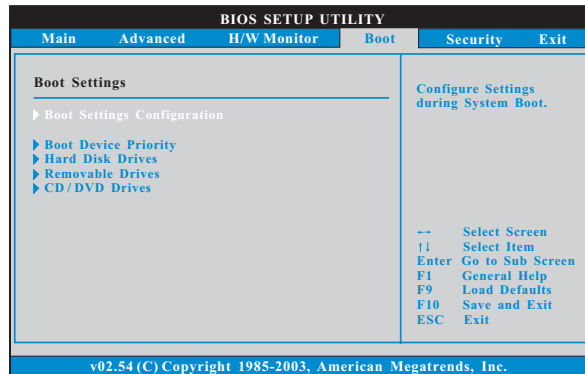 BIOS SETUP UTILITY
Main Advanced H/W Monitor Boot Security Exit
Boot Settings
Boot Settings Configuration
Boot Device Priority
Hard Disk Drives
Removable Drives
CD/DVD Drives
Configure Settings
during System Boot.
←→ Select Screen
↑↓ Select Item
Enter Go to Sub Screen
F1 General Help
F9 Load Defaults
F10 Save and Exit
ESC Exit
v02.54 (C) Copyright 1985-2003, American Megatrends, Inc.